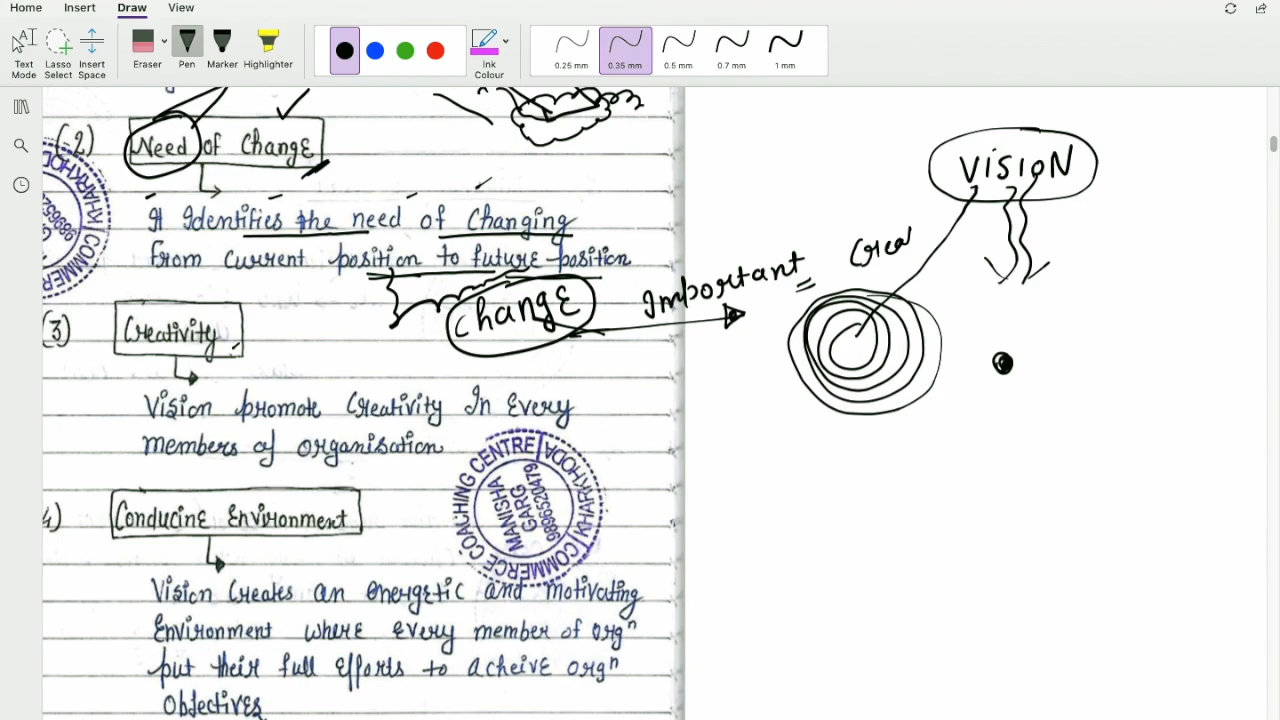 Home Insert Draw View
Text Mode
Lasso Select
Insert Space
Eraser
Pen
Marker
Highlighter
Ink Colour
0.25 mm
0.35 mm
0.5 mm
0.7 mm
1 mm
(2) Need of Change
It Identifies the need of Changing
from current position to future position
Change
Important
Crea
VISION
(3) Creativity
Vision promote Creativity In Every
members of organisation
4) Conducine Environment
Vision Creates an energetic and motivating
Environment where every member of orgⁿ
put their full efforts to acheive orgⁿ
Objectives
COMMERCE COACHING CENTRE KHARKHODA
MANISHA
GARG
9896520479